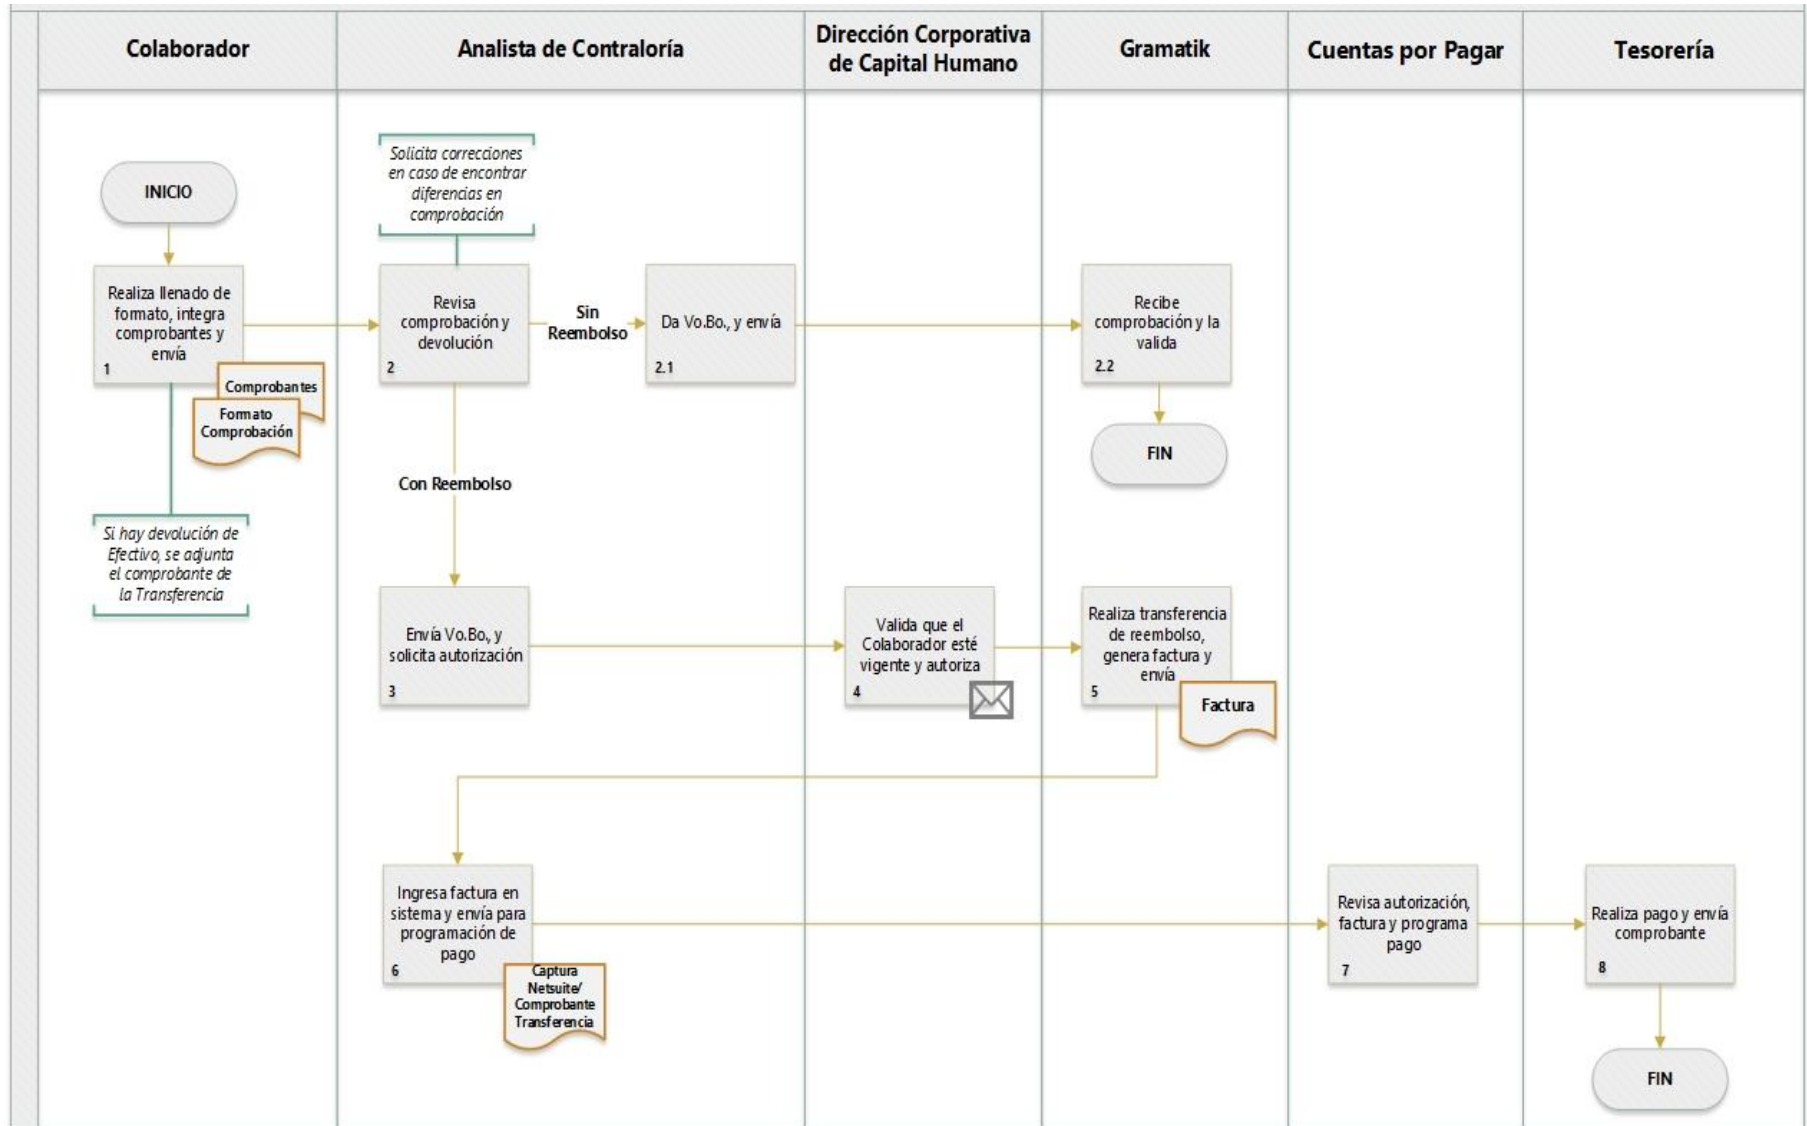 Colaborador
Analista de Contraloría
Dirección Corporativa
de Capital Humano
Gramatik
Cuentas por Pagar
Tesorería
INICIO
Solicita correcciones
en caso de encontrar
diferencias en
comprobación
Realiza llenado de
formato, integra
comprobantes y
envía
1
Comprobantes
Formato
Comprobación
Si hay devolución de
Efectivo, se adjunta
el comprobante de
la Transferencia
Revisa
comprobación y
devolución
2
Sin
Reembolso
Da Vo.Bo., y envía
2.1
Recibe
comprobación y la
valida
2.2
FIN
Con Reembolso
Envía Vo.Bo., y
solicita autorización
3
Valida que el
Colaborador esté
vigente y autoriza
4
Realiza transferencia
de reembolso,
genera factura y
envía
5
Factura
Ingresa factura en
sistema y envía para
programación de
pago
6
Captura
Netsuite/
Comprobante
Transferencia
Revisa autorización,
factura y programa
pago
7
Realiza pago y envía
comprobante
8
FIN